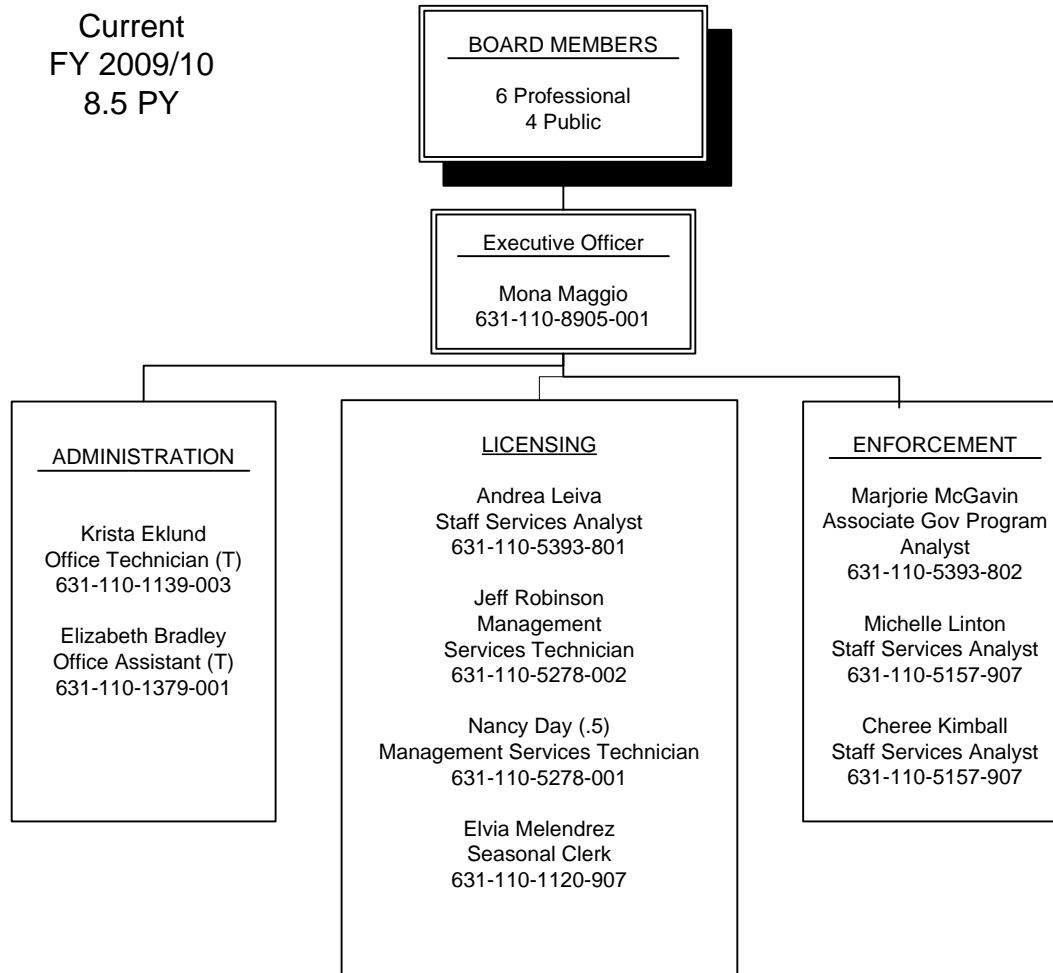 Current
FY 2009/10
8.5 PY
BOARD MEMBERS
6 Professional
4 Public
Executive Officer
Mona Maggio
631-110-8905-001
ADMINISTRATION
Krista Eklund
Office Technician (T)
631-110-1139-003
Elizabeth Bradley
Office Assistant (T)
631-110-1379-001
LICENSING
Andrea Leiva
Staff Services Analyst
631-110-5393-801
Jeff Robinson
Management
Services Technician
631-110-5278-002
Nancy Day (.5)
Management Services Technician
631-110-5278-001
Elvia Melendrez
Seasonal Clerk
631-110-1120-907
ENFORCEMENT
Marjorie McGavin
Associate Gov Program
Analyst
631-110-5393-802
Michelle Linton
Staff Services Analyst
631-110-5157-907
Cheree Kimball
Staff Services Analyst
631-110-5157-907